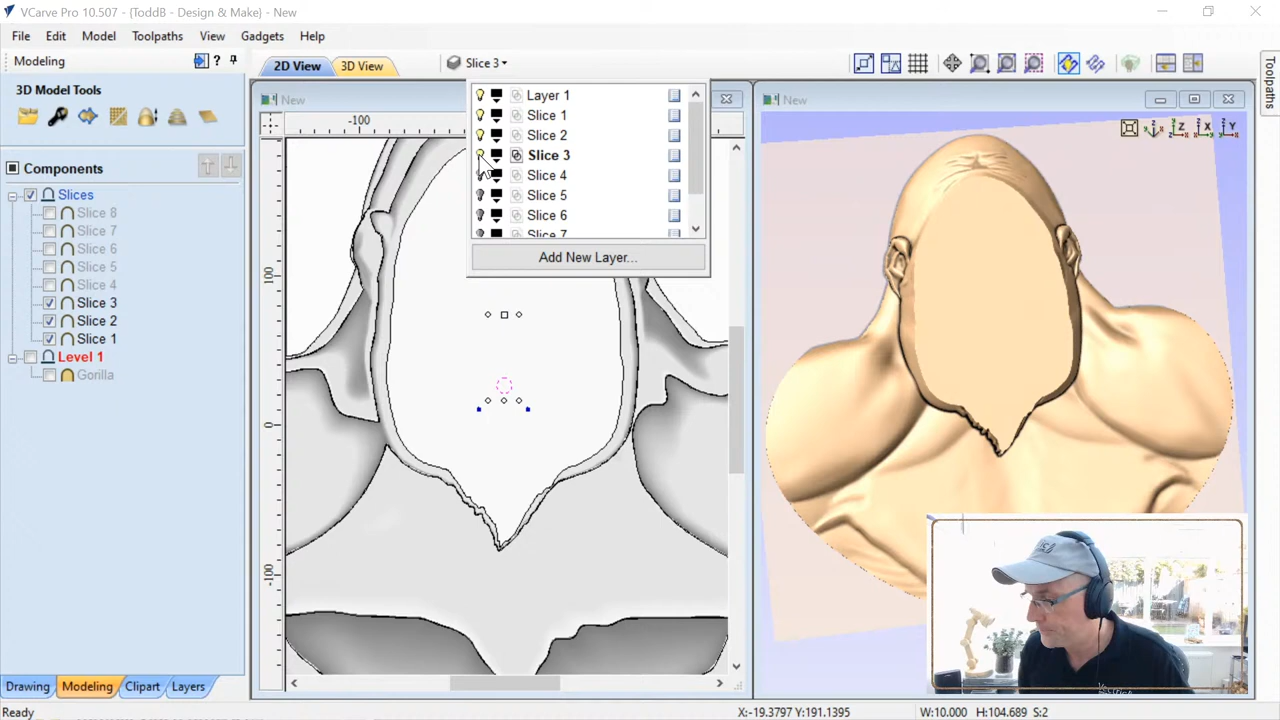 VCarve Pro 10.507 - (ToddB - Design & Make) - New
File Edit Model Toolpaths View Gadgets Help
Modeling
?
2D View
3D View
Slice 3
3D Model Tools
Components
Slices
Slice 8
Slice 7
Slice 6
Slice 5
Slice 4
Slice 3
Slice 2
Slice 1
Level 1
Gorilla
New
-100
100
0
-100
Layer 1
Slice 1
Slice 2
Slice 3
Slice 4
Slice 5
Slice 6
Slice 7
Add New Layer...
New
Z X Y
Toolpaths
Drawing Modeling Clipart Layers
Ready
X:-19.3797 Y:191.1395
W:10.000 H:104.689 S:2